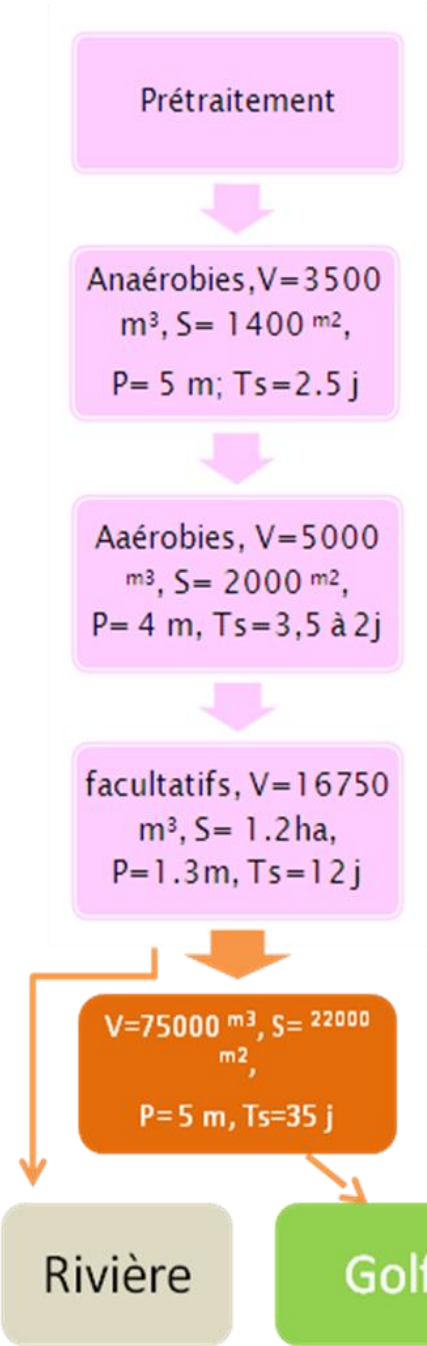 Prétraitement
Anaérobies,V=3500
m³, S= 1400 m2,
P= 5 m; Ts=2.5 j
Aaérobies, V=5000
m3, S= 2000 m2,
P= 4 m, Ts=3,5 à 2j
facultatifs, V=16750
m³, S= 1.2ha,
P=1.3m, Ts=12 j
V=75000 m3, S= 22000
m2,
P= 5 m, Ts=35 j
Rivière
Golf